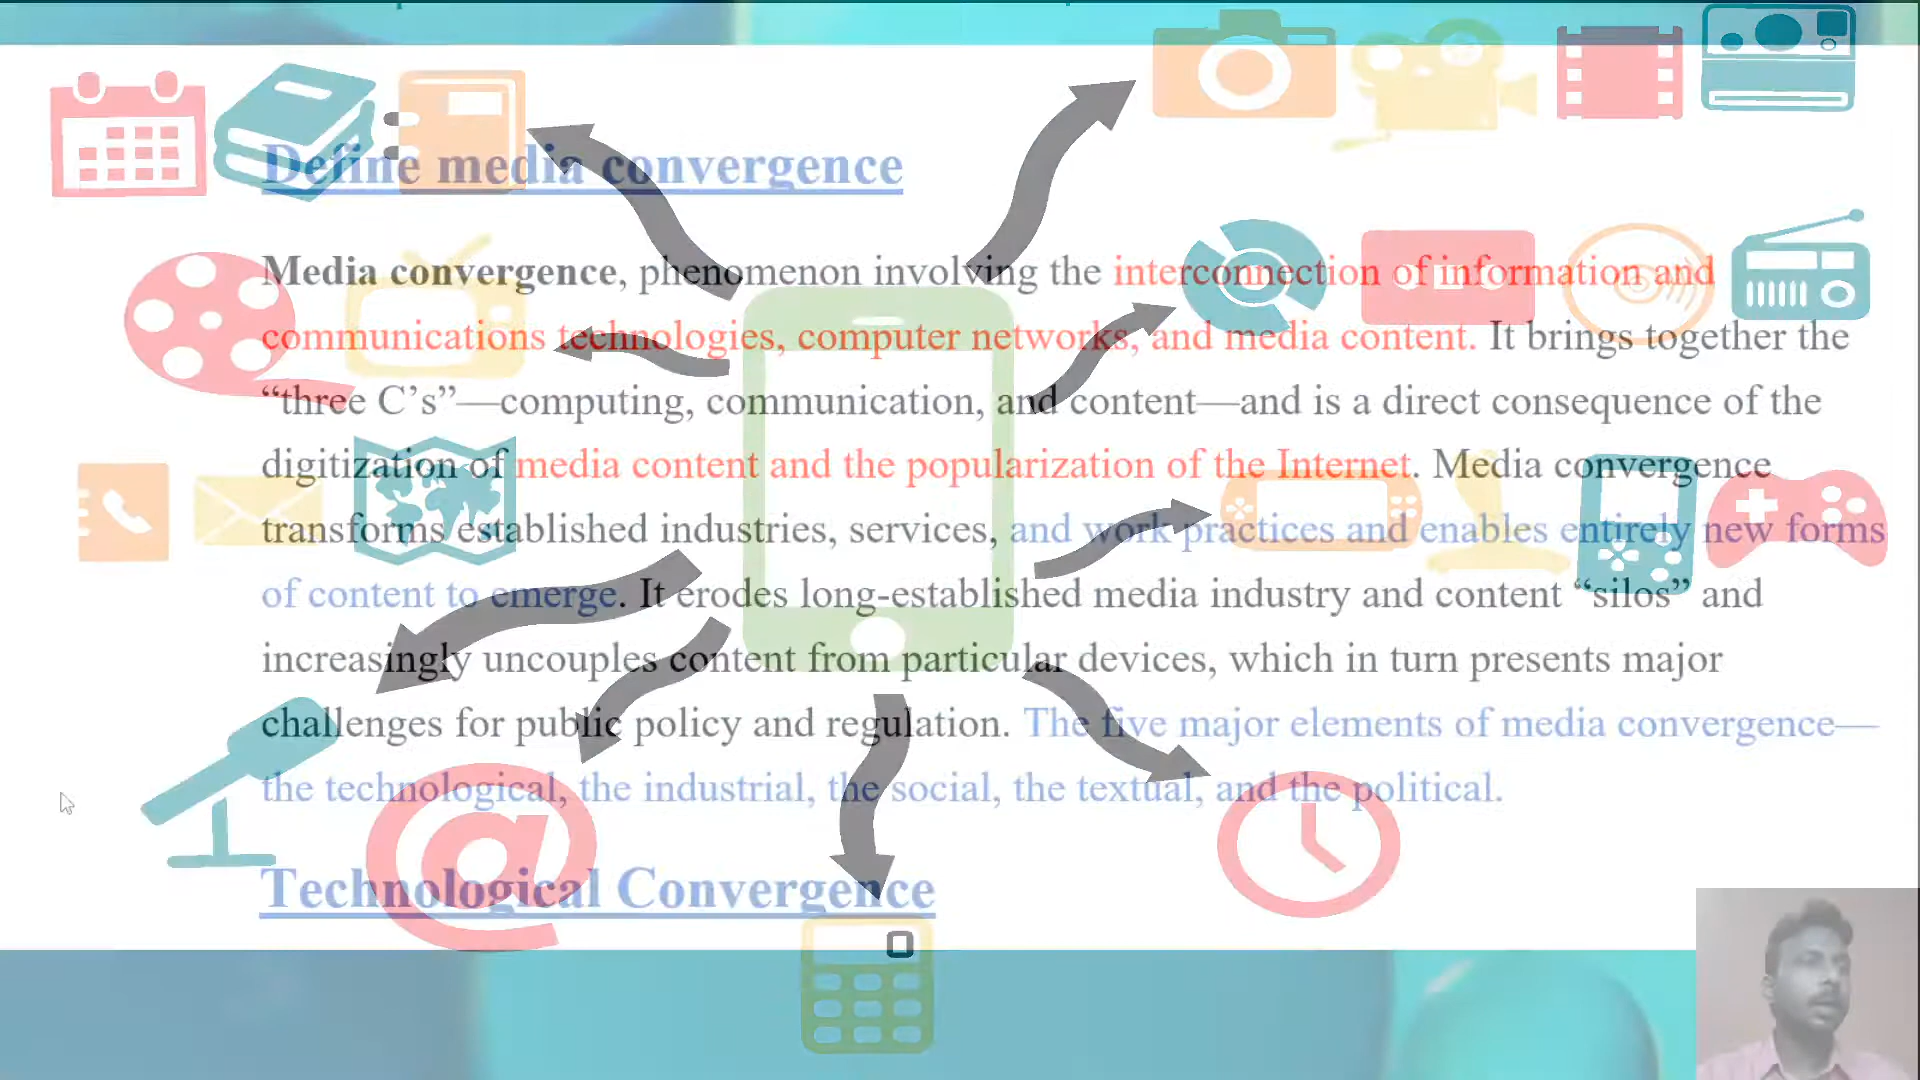 Define media convergence
Media convergence, phenomenon involving the interconnection of information and
communications technologies, computer networks, and media content. It brings together the
“three C’s”—computing, communication, and content—and is a direct consequence of the
digitization of media content and the popularization of the Internet. Media convergence
transforms established industries, services, and work practices and enables entirely new forms
of content to emerge. It erodes long-established media industry and content “silos” and
increasingly uncouples content from particular devices, which in turn presents major
challenges for public policy and regulation. The five major elements of media convergence—
the technological, the industrial, the social, the textual, and the political.
@
Technological Convergence